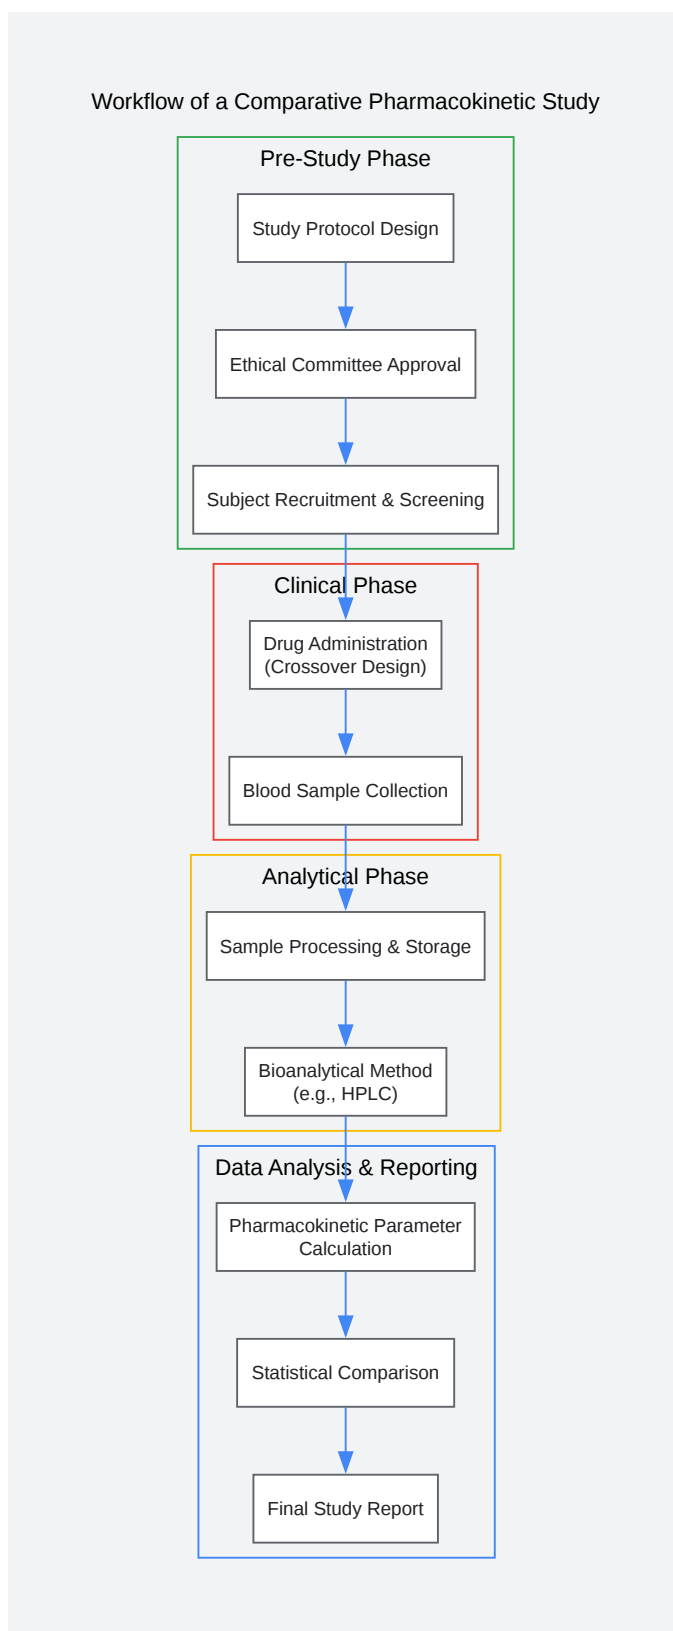 Workflow of a Comparative Pharmacokinetic Study
Pre-Study Phase
Study Protocol Design
Ethical Committee Approval
Subject Recruitment & Screening
Clinical Phase
Drug Administration
(Crossover Design)
Blood Sample Collection
Analytical Phase
Sample Processing & Storage
Bioanalytical Method
(e.g., HPLC)
Data Analysis & Reporting
Pharmacokinetic Parameter
Calculation
Statistical Comparison
Final Study Report